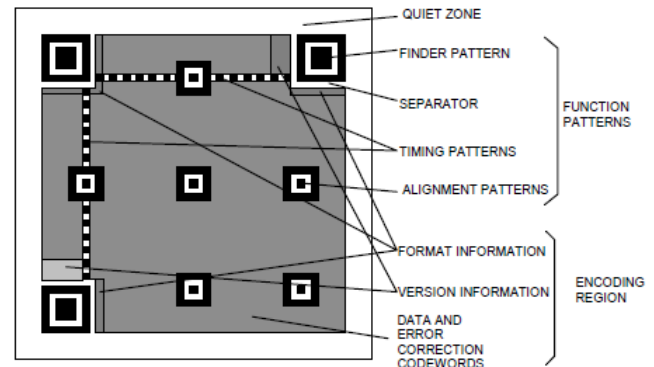 QUIET ZONE
FINDER PATTERN
SEPARATOR
FUNCTION
PATTERNS
TIMING PATTERNS
ALIGNMENT PATTERNS
FORMAT INFORMATION
VERSION INFORMATION
ENCODING
REGION
DATA AND
ERROR
CORRECTION
CODEWORDS